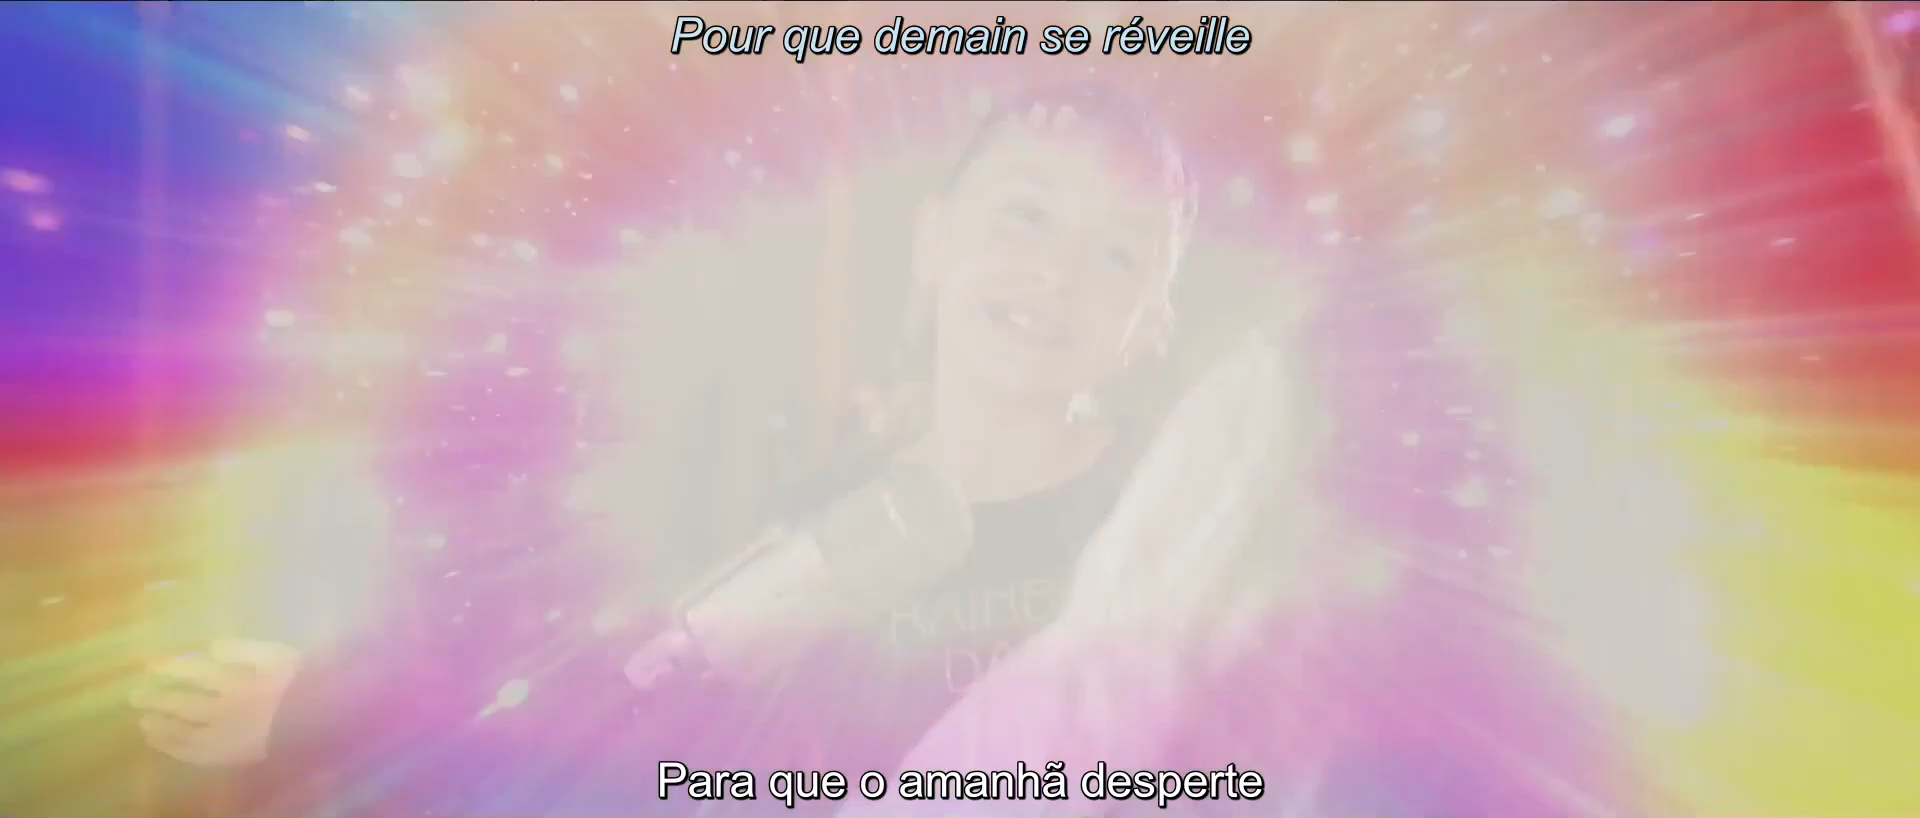 Pour que demain se réveille
Para que o amanhã desperte